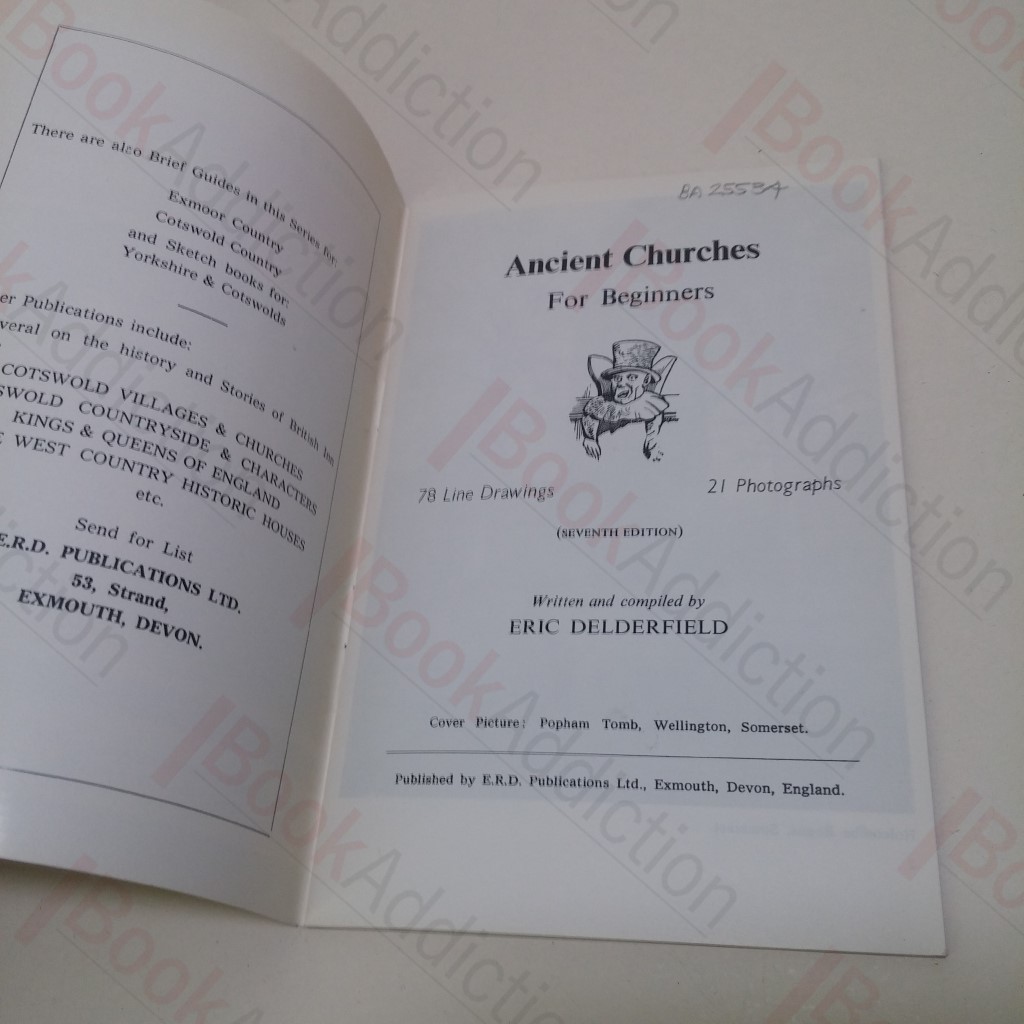 There are also Brief Guides in this Series for:
Exmoor Country
Cotswold Country
and Sketch books for:
Yorkshire & Cotswolds
er Publications include:
veral on the history and Stories of British Inn
COTSWOLD VILLAGES & CHURCHES
SWOLD COUNTRYSIDE & CHARACTERS
KINGS & QUEENS OF ENGLAND
WEST COUNTRY HISTORIC HOUSES
etc.
Send for List
E.R.D. PUBLICATIONS LTD.
53, Strand,
EXMOUTH, DEVON.
BA 25534
Ancient Churches
For Beginners
78 Line Drawings
21 Photographs
(SEVENTH EDITION)
Written and compiled by
ERIC DELDERFIELD
Cover Picture: Popham Tomb, Wellington, Somerset.
Published by E.R.D. Publications Ltd., Exmouth, Devon, England.
BookAddiction